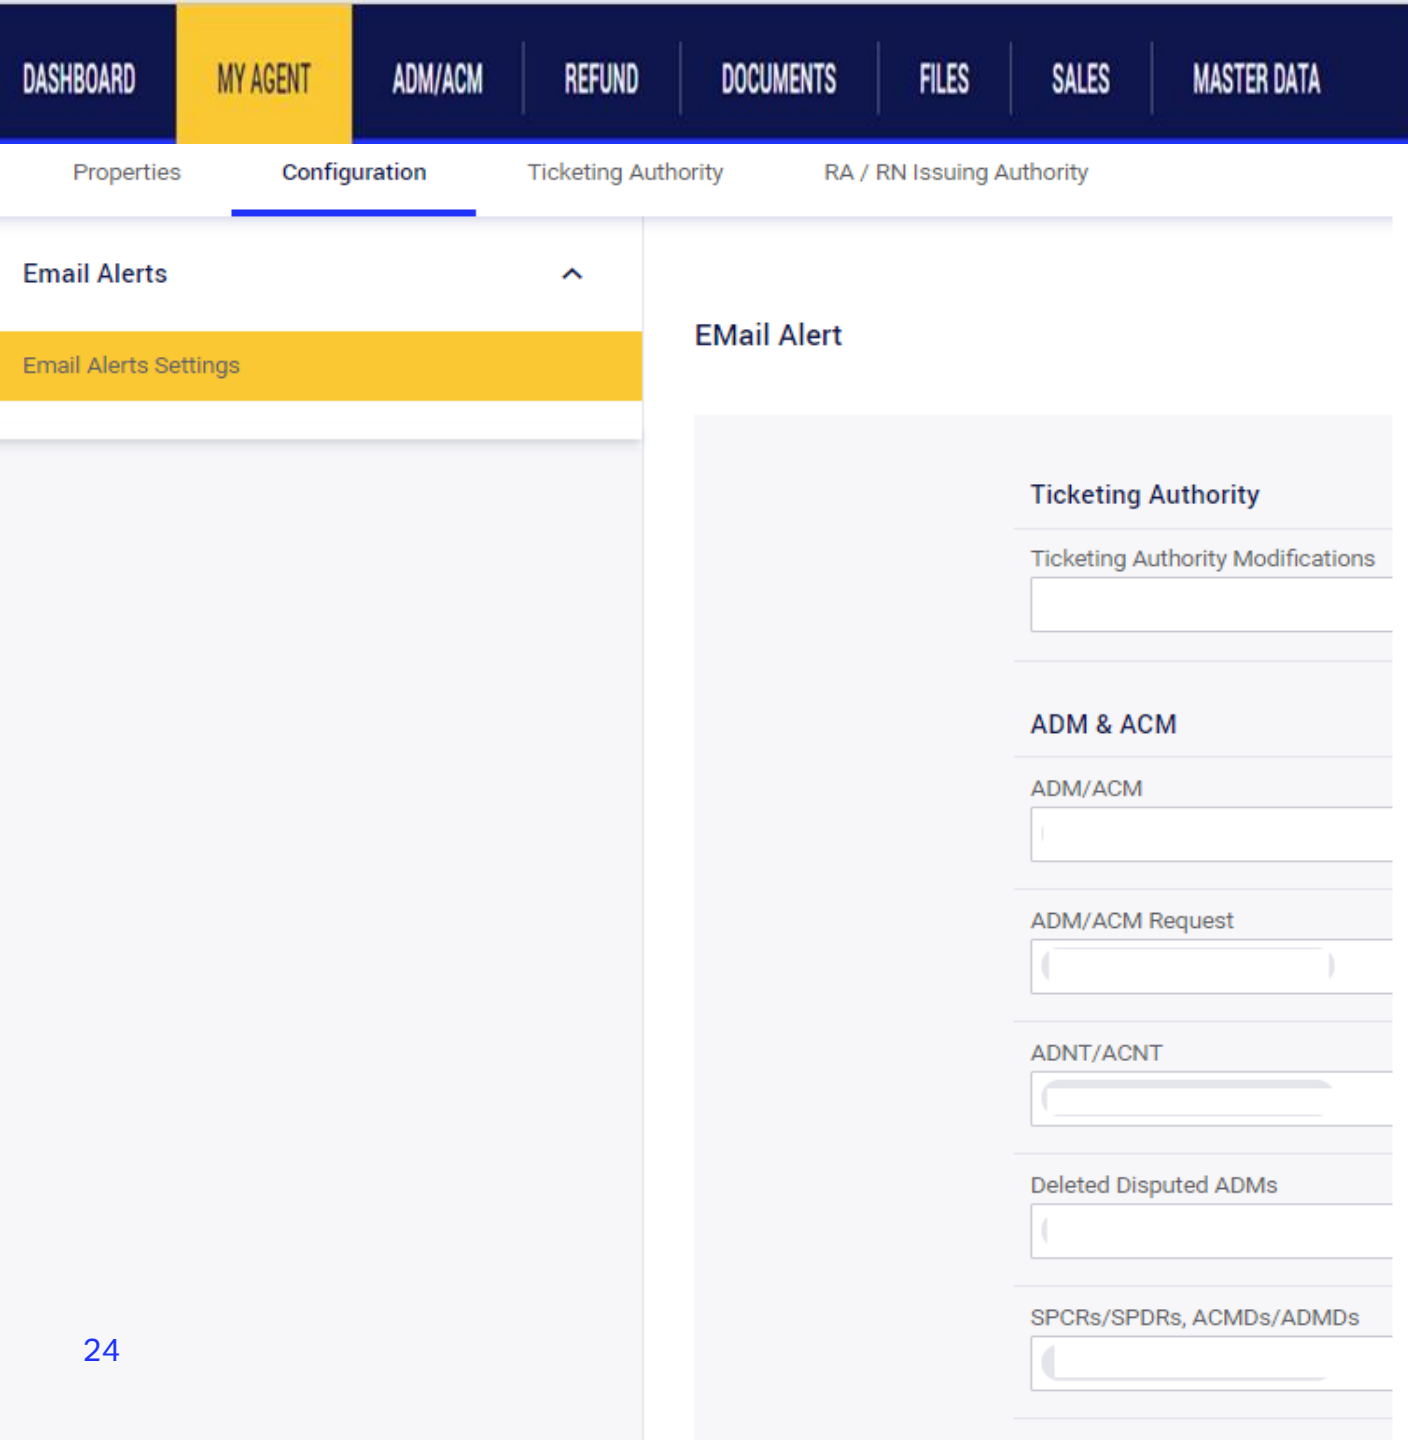 DASHBOARD MY AGENT ADM/ACM REFUND DOCUMENTS FILES SALES MASTER DATA
Properties Configuration Ticketing Authority RA / RN Issuing Authority
Email Alerts
Email Alerts Settings
EMail Alert
Ticketing Authority
Ticketing Authority Modifications
ADM & ACM
ADM/ACM
ADM/ACM Request
ADNT/ACNT
Deleted Disputed ADMs
SPCRs/SPDRs, ACMDs/ADMDs
24